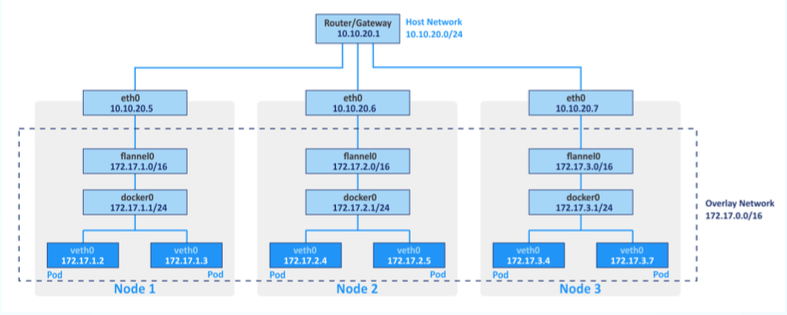 Router/Gateway
10.10.20.1
Host Network
10.10.20.0/24
eth0
10.10.20.5
eth0
10.10.20.6
eth0
10.10.20.7
flannel0
172.17.1.0/16
flannel0
172.17.2.0/16
flannel0
172.17.3.0/16
docker0
172.17.1.1/24
docker0
172.17.2.1/24
docker0
172.17.3.1/24
Overlay Network
172.17.0.0/16
veth0
172.17.1.2
veth0
172.17.1.3
veth0
172.17.2.4
veth0
172.17.2.5
veth0
172.17.3.4
veth0
172.17.3.7
Pod
Pod
Pod
Pod
Pod
Pod
Node 1
Node 2
Node 3